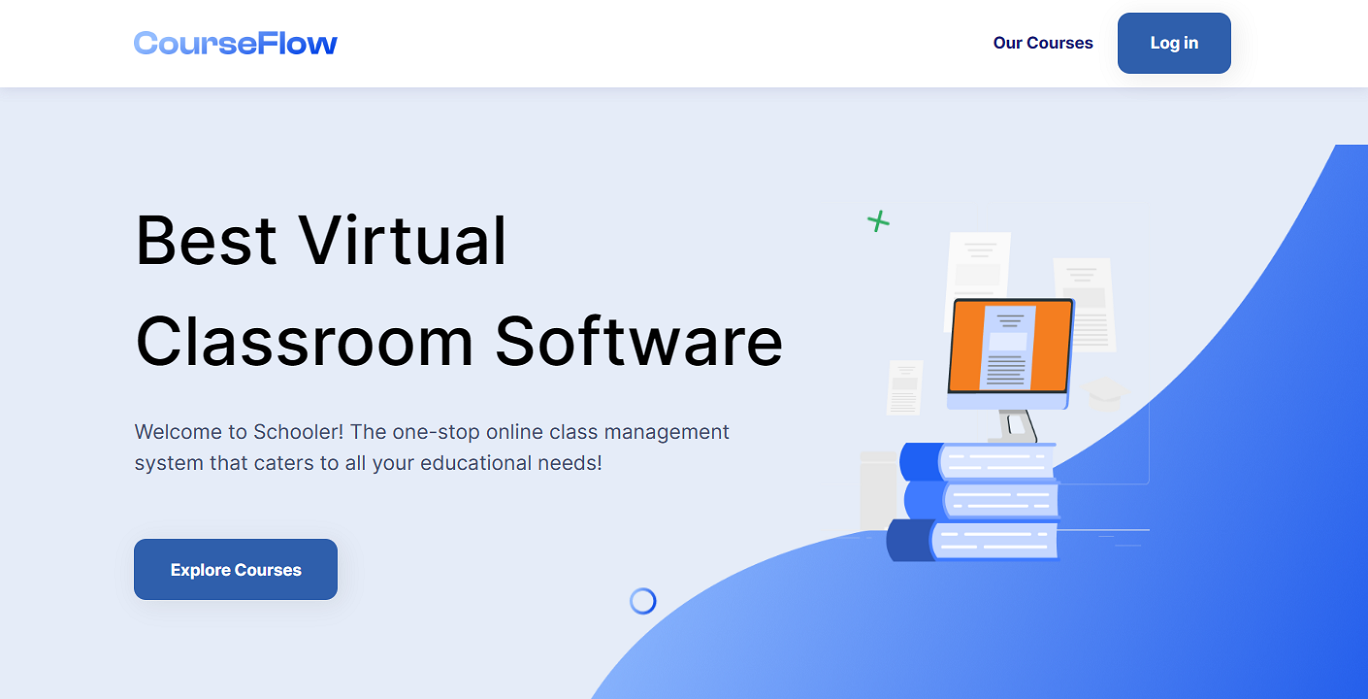 CourseFlow
Our Courses
Log in
Best Virtual
Classroom Software
Welcome to Schooler! The one-stop online class management
system that caters to all your educational needs!
Explore Courses